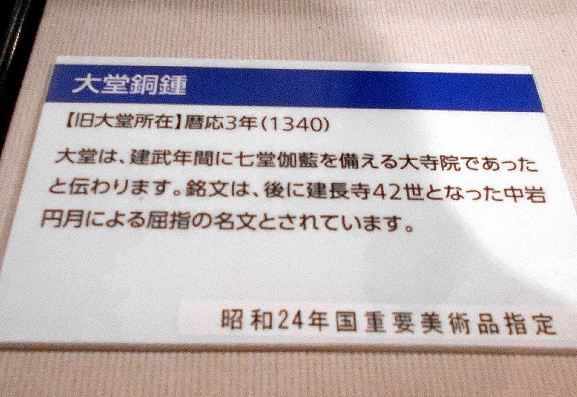 大堂銅鍾
【旧大堂所在】暦応3年(1340)
大堂は、建武年間に七堂伽藍を備える大寺院であった
と伝わります。銘文は、後に建長寺42世となった中岩
円月による屈指の名文とされています。
昭和24年国重要美術品指定